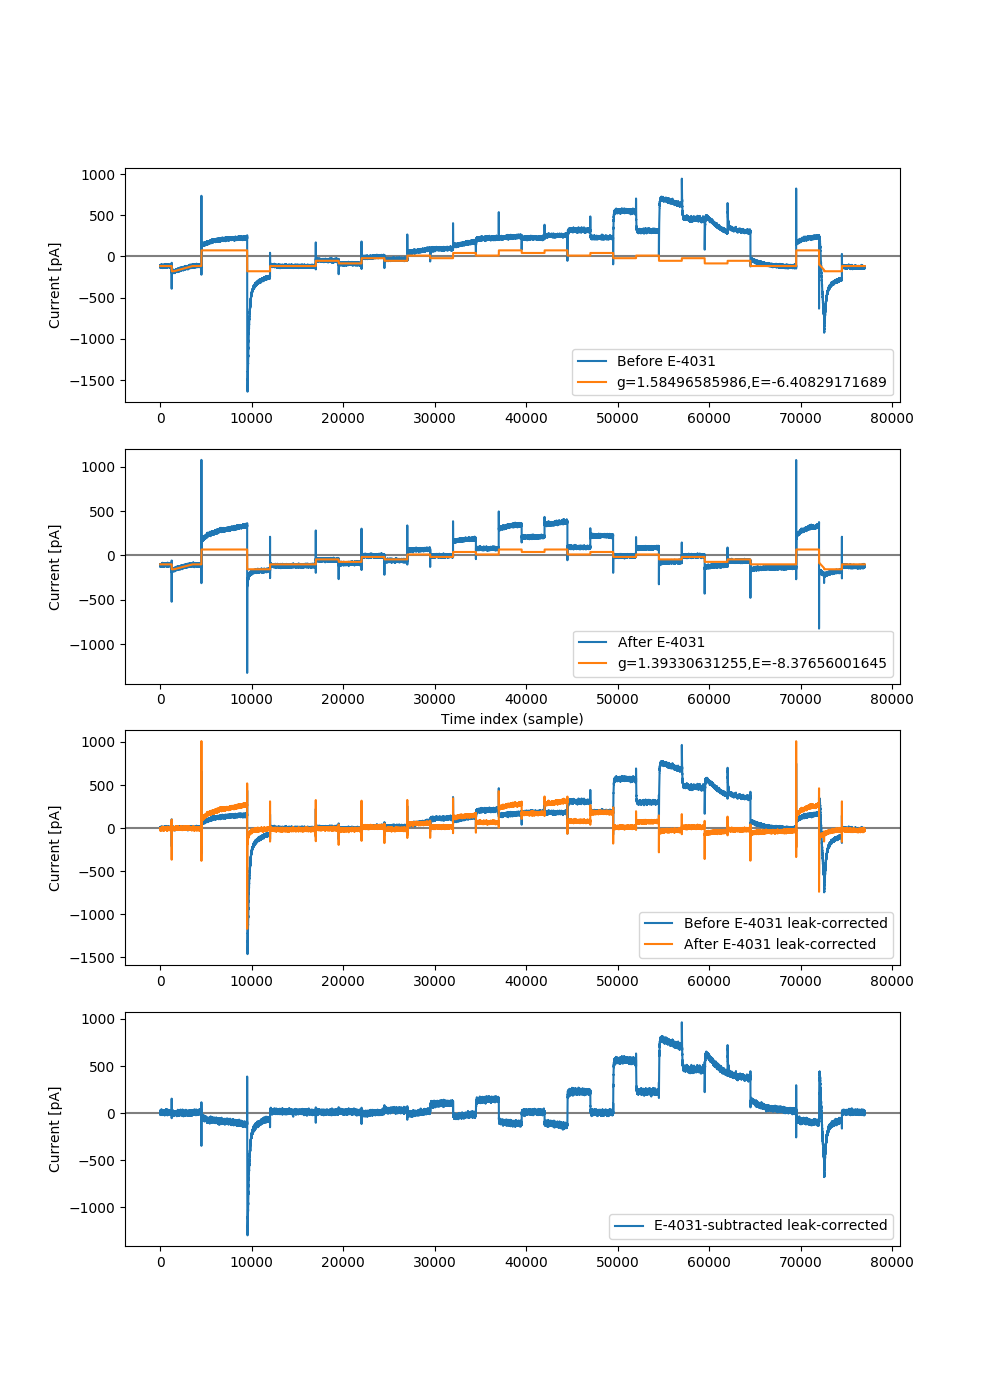 1000
500
0
−500
−1000
−1500
Current [pA]
Before E-4031
g=1.58496585986,E=-6.40829171689
0 10000 20000 30000 40000 50000 60000 70000 80000
1000
500
0
−500
−1000
Current [pA]
After E-4031
g=1.39330631255,E=-8.37656001645
0 10000 20000 30000 40000 50000 60000 70000 80000
Time index (sample)
1000
500
0
−500
−1000
−1500
Current [pA]
Before E-4031 leak-corrected
After E-4031 leak-corrected
0 10000 20000 30000 40000 50000 60000 70000 80000
1000
500
0
−500
−1000
Current [pA]
E-4031-subtracted leak-corrected
0 10000 20000 30000 40000 50000 60000 70000 80000